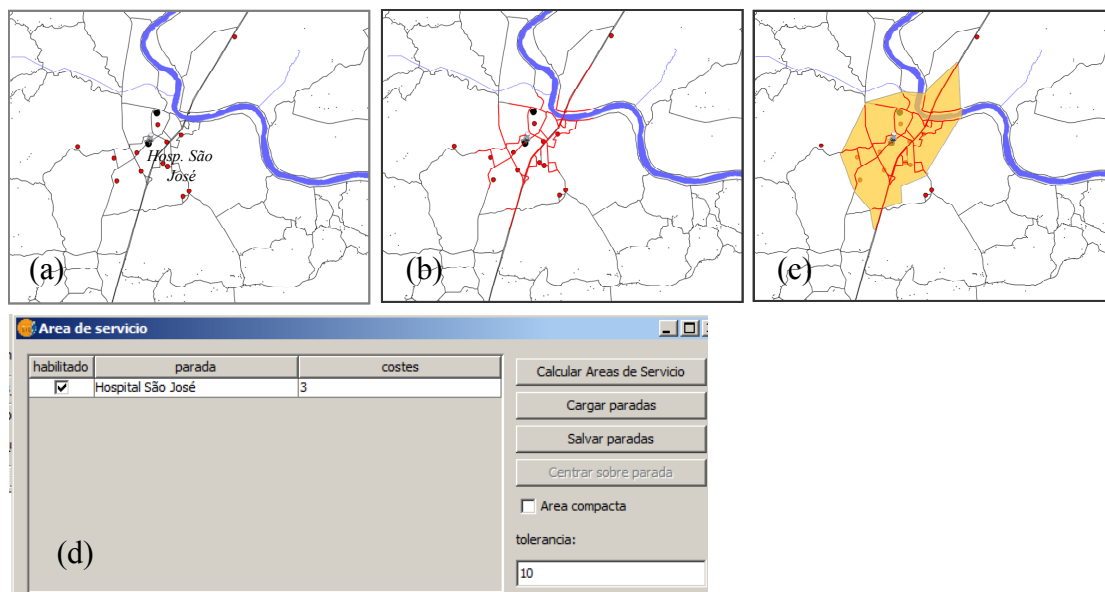 Hosp. São
José
(a)
(b)
(c)
Area de servicio
habilitado parada costes
Hospital São José 3
Calcular Areas de Servicio
Cargar paradas
Salvar paradas
Centrar sobre parada
Area compacta
tolerancia:
10
(d)